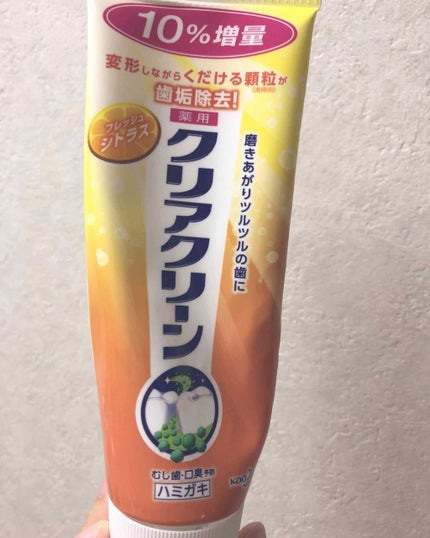 10%増量
変形しながらくだける顆粒が
(清掃剤)
歯垢除去!
フレッシュ
シトラス
薬用
クリアクリーン
磨きあがりツルツルの歯に
むし歯・口臭予防
ハミガキ
Kao